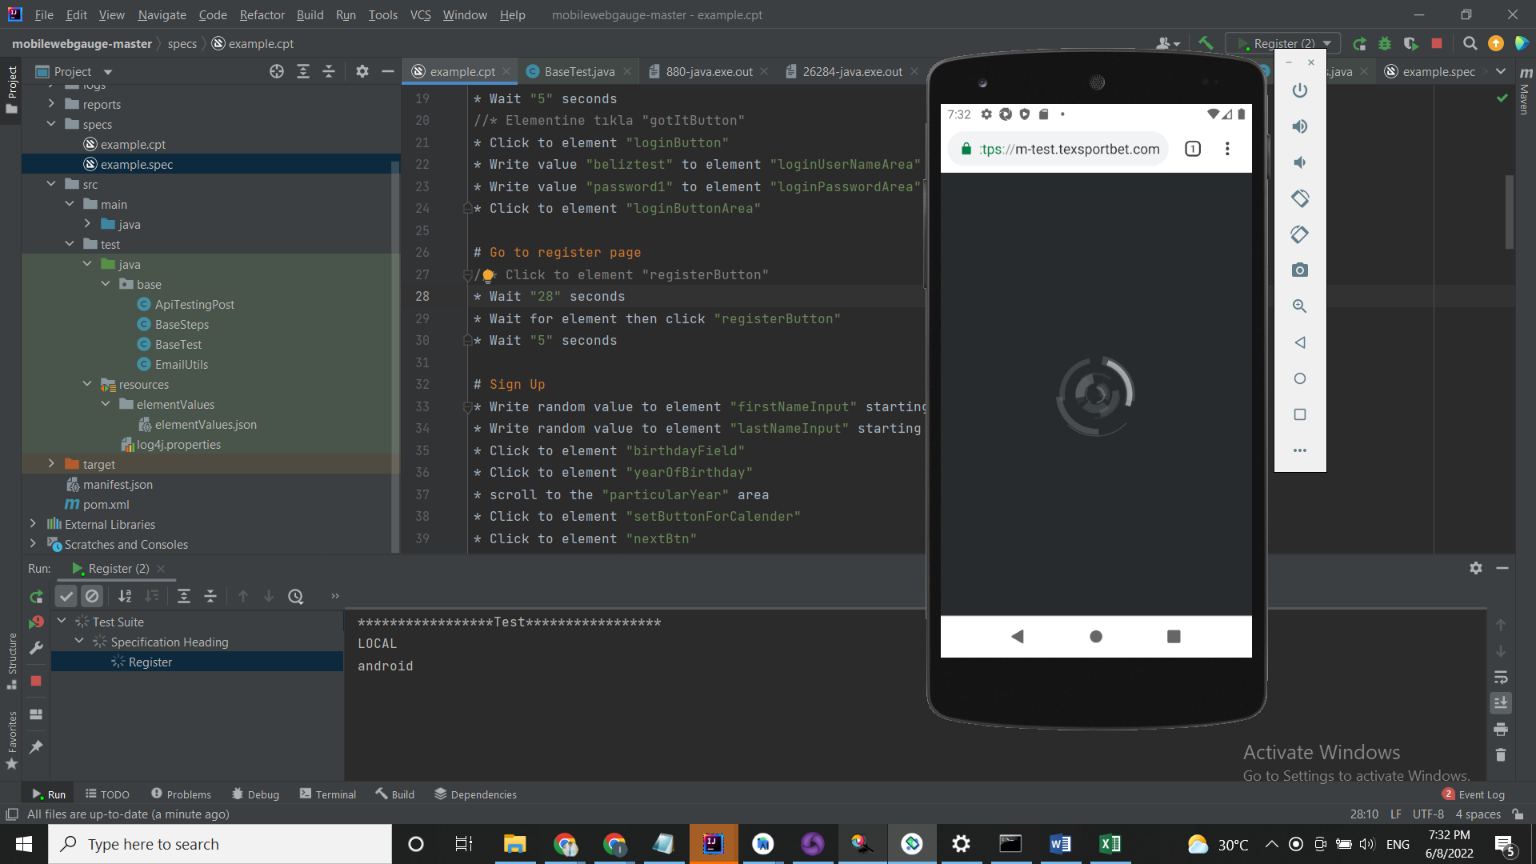 File Edit View Navigate Code Refactor Build Run Tools VCS Window Help mobilewebgauge-master - example.cpt
mobilewebgauge-master specs example.cpt
Register (2)
Project
example.cpt BaseTest.java 880-java.exe.out 26284-java.exe.out
s.java example.spec
Project
Maven
logs
reports
specs
example.cpt
example.spec
src
main
java
test
java
base
ApiTestingPost
BaseSteps
BaseTest
EmailUtils
resources
elementValues
elementValues.json
log4j.properties
target
manifest.json
pom.xml
External Libraries
Scratches and Consoles
19 * Wait "5" seconds
20 //* Elementine tıkla "gotItButton"
21 * Click to element "loginButton"
22 * Write value "beliztest" to element "loginUserNameArea"
23 * Write value "password1" to element "loginPasswordArea"
24 * Click to element "loginButtonArea"
25
26 # Go to register page
27 /* Click to element "registerButton"
28 * Wait "28" seconds
29 * Wait for element then click "registerButton"
30 * Wait "5" seconds
31
32 # Sign Up
33 * Write random value to element "firstNameInput" starting
34 * Write random value to element "lastNameInput" starting
35 * Click to element "birthdayField"
36 * Click to element "yearOfBirthday"
37 * scroll to the "particularYear" area
38 * Click to element "setButtonForCalender"
39 * Click to element "nextBtn"
7:32
:tps://m-test.texsportbet.com 1
Run: Register (2)
Test Suite
Specification Heading
Register
*****************Test*****************
LOCAL
android
Structure
Favorites
Activate Windows
Go to Settings to activate Windows.
Run TODO Problems Debug Terminal Build Dependencies
2 Event Log
All files are up-to-date (a minute ago)
28:10 LF UTF-8 4 spaces
Type here to search
30°C ENG
7:32 PM
6/8/2022
5